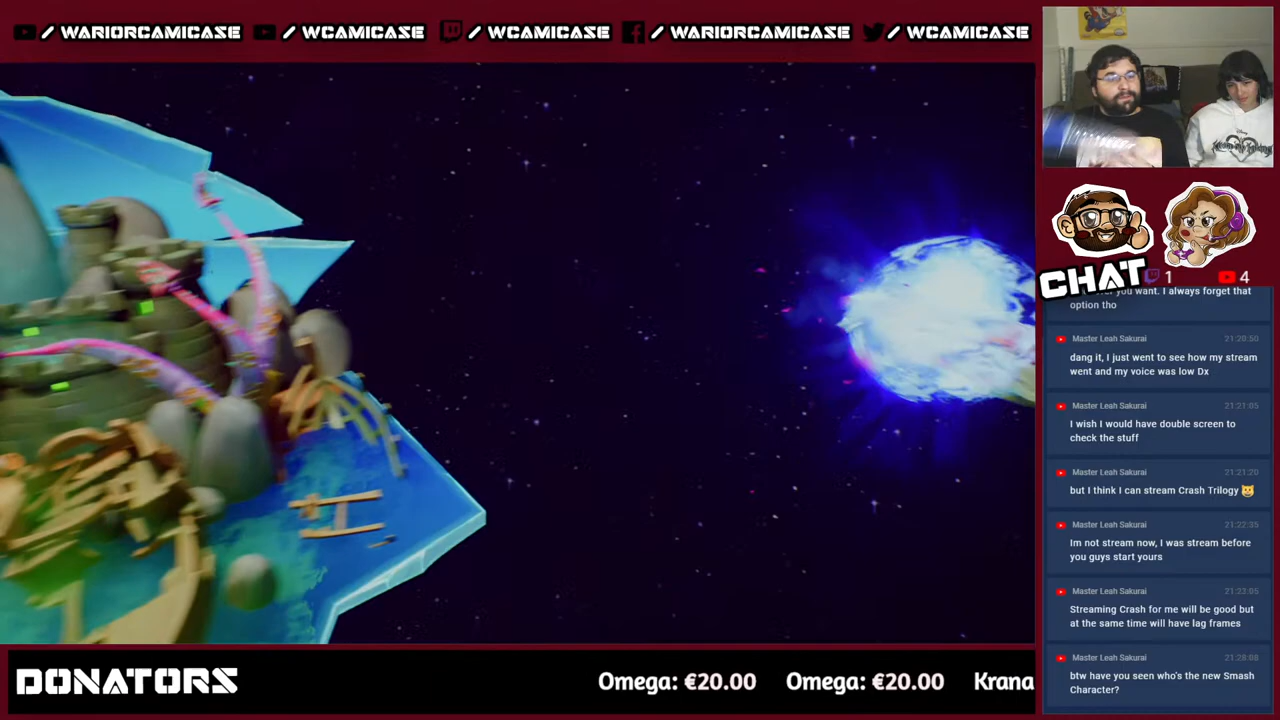 / WARIORCAMICASE / WCAMICASE / WCAMICASE / WARIORCAMICASE / WCAMICASE
Disney
CHAT 1 4
you want. I always forget that
option tho
Master Leah Sakurai 21:20:50
dang it, I just went to see how my stream
went and my voice was low Dx
Master Leah Sakurai 21:21:05
I wish I would have double screen to
check the stuff
Master Leah Sakurai 21:21:20
but I think I can stream Crash Trilogy
Master Leah Sakurai 21:22:35
Im not stream now, I was stream before
you guys start yours
Master Leah Sakurai 21:23:05
Streaming Crash for me will be good but
at the same time will have lag frames
Master Leah Sakurai 21:28:08
btw have you seen who's the new Smash
Character?
DONATORS Omega: €20.00 Omega: €20.00 Krana